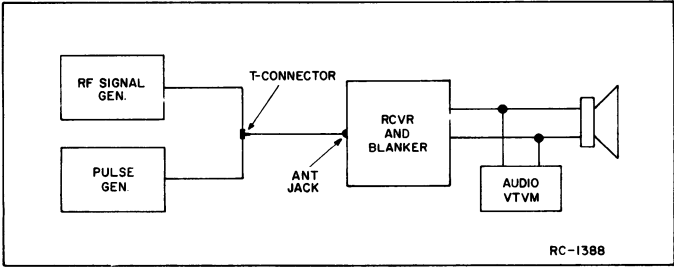 RF SIGNAL
GEN.
T-CONNECTOR
PULSE
GEN.
ANT
JACK
RCVR
AND
BLANKER
AUDIO
VTVM
RC-1388